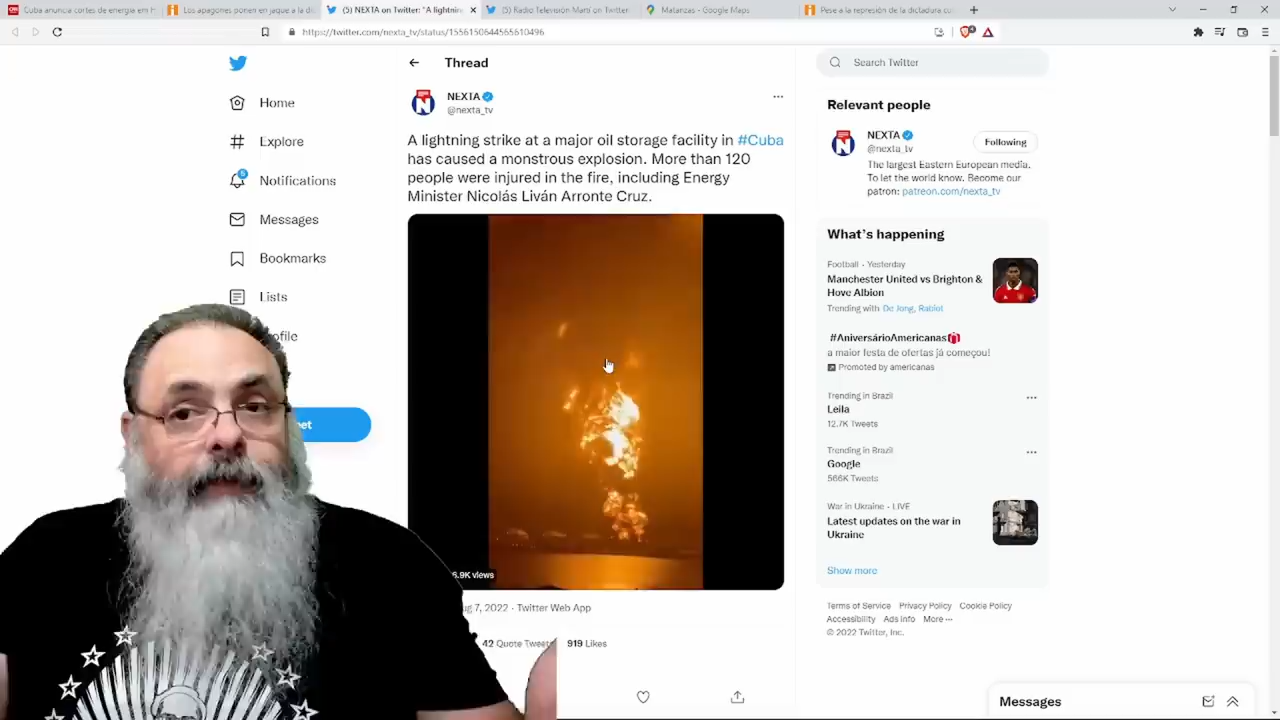 Cuba anuncia cortes de energía em H
Los apagones ponen en jaque a la dic
(5) NEXTA on Twitter: "A lightnin
(5) Radio Televisión Martí on Twitter
Matanzas - Google Maps
Pese a la represión de la dictadura cu
https://twitter.com/nexta_tv/status/1556150644565610496
Home
Explore
5
Notifications
Messages
Bookmarks
Lists
Thread
NEXTA
@nexta_tv
A lightning strike at a major oil storage facility in #Cuba
has caused a monstrous explosion. More than 120
people were injured in the fire, including Energy
Minister Nicolás Liván Arronte Cruz.
6.9K views
ug 7, 2022 · Twitter Web App
42 Quote Tweets 919 Likes
Search Twitter
Relevant people
NEXTA
@nexta_tv
Following
The largest Eastern European media.
To let the world know. Become our
patron: patreon.com/nexta_tv
What's happening
Football · Yesterday
Manchester United vs Brighton &
Hove Albion
Trending with De Jong, Rabiot
#AniversárioAmericanas
a maior festa de ofertas já começou!
Promoted by americanas
Trending in Brazil
Leila
12.7K Tweets
Trending in Brazil
Google
566K Tweets
War in Ukraine · LIVE
Latest updates on the war in
Ukraine
Show more
Terms of Service Privacy Policy Cookie Policy
Accessibility Ads info More ···
© 2022 Twitter, Inc.
Messages